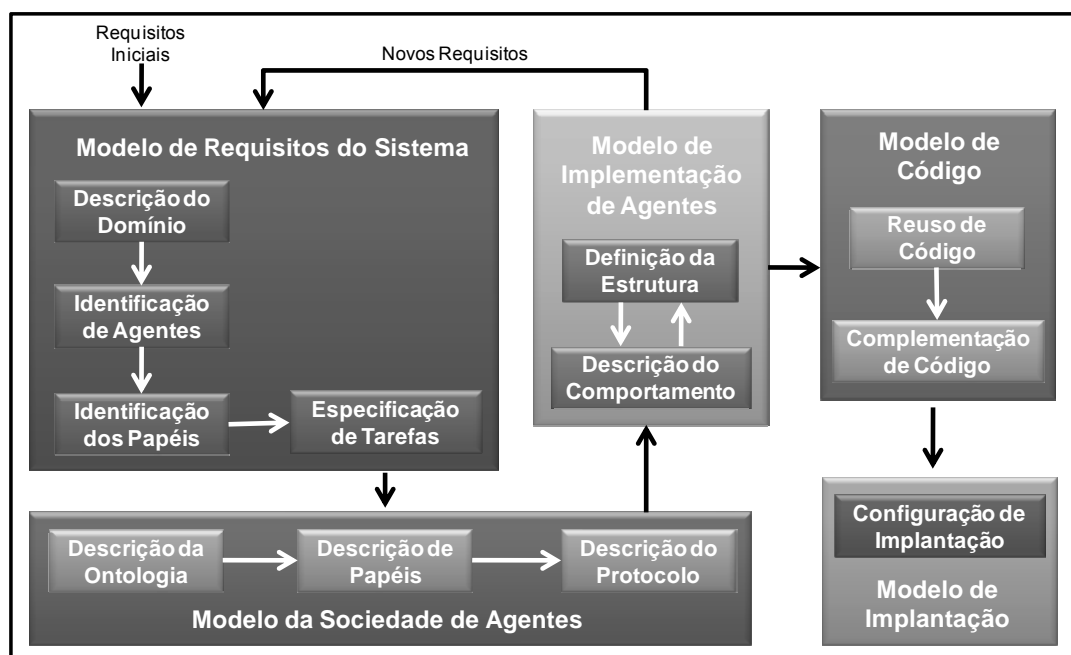 Requisitos
Iniciais
Novos Requisitos
Modelo de Requisitos do Sistema
Descrição do
Domínio
Identificação
de Agentes
Identificação
dos Papéis
Especificação
de Tarefas
Modelo de
Implementação
de Agentes
Definição da
Estrutura
Descrição do
Comportamento
Modelo de
Código
Reuso de
Código
Complementação
de Código
Descrição da
Ontologia
Descrição de
Papéis
Descrição do
Protocolo
Modelo da Sociedade de Agentes
Configuração de
Implantação
Modelo de
Implantação